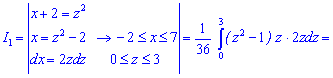 I₁ = | x + 2 = z²
x = z² − 2 → −2 ≤ x ≤ 7
dx = 2zdz 0 ≤ z ≤ 3 | = 1/36 ∫₀³ (z² − 1) z · 2zdz =